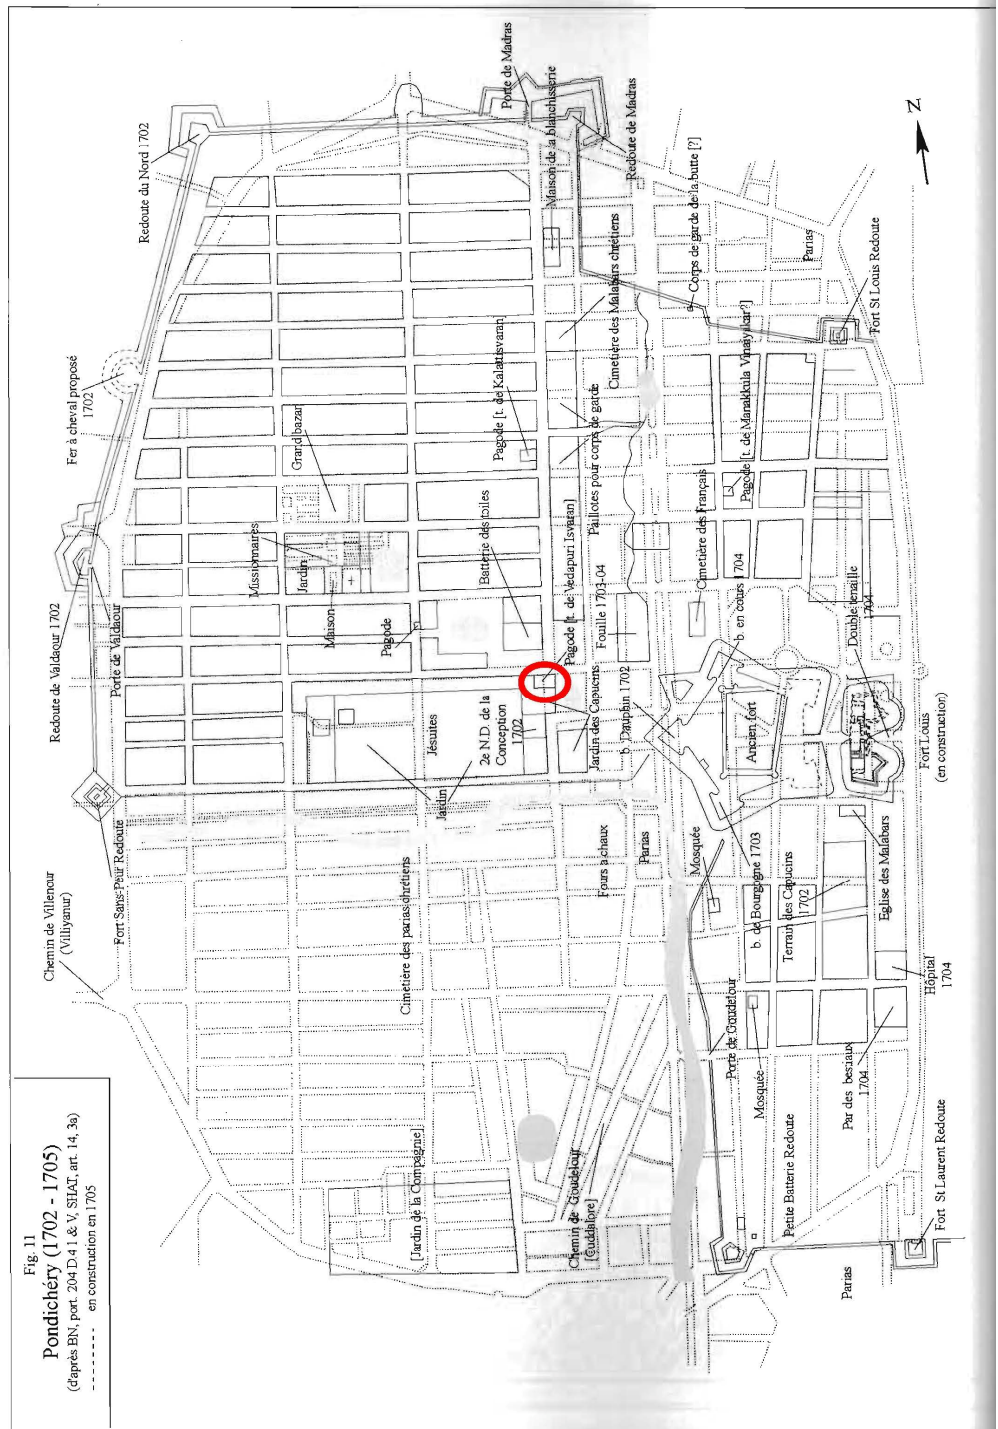 Fig. 11
Pondichéry (1702 - 1705)
(d'après BN, port. 204 D. 4 1. & V, SHAT, art. 14, 3a)
- - - - - - - en construction en 1705
Chemin de Villenour
(Villiyanur)
Redoute de Valdaour 1702
Fer à cheval proposé
1702
Redoute du Nord 1702
Porte de Madras
Fort Sans-Peur Redoute
Porte de Valdaour
Missionnaires
Grand bazar
Jardin
Maison
Pagode
Jésuites
Jardin
2e N.D. de la
Conception
1702
Batterie des toiles
Pagode [t. de Kalattisvaran]
Maison de la blanchisserie
Redoute de Madras
Cimetière des Malabars chrétiens
Paillotes pour corps de garde
Pagode [t. de Vedapuri Isvaran]
Fouille 1703-04
Jardin des Capucins
b. Dauphin 1702
Cimetière des parias chrétiens
Fours à chaux
Parias
Mosquée
[Jardin de la Compagnie]
Chemin de Goudelour
[Cuddalore]
Corps de garde de la butte [?]
N
Parias
Fort St Louis Redoute
Pagode [t. de Manakkula Vinayikar?]
Cimetière des Français
b. en cours 1704
Double tenaille
1704
Ancien fort
Fort Louis
(en construction)
b. de Bourgogne 1703
Terrain des Capucins
1702
Eglise des Malabars
Hôpital
1704
Porte de Goudelour
Mosquée
Par des bestiaux
1704
Petite Batterie Redoute
Fort St Laurent Redoute
Parias